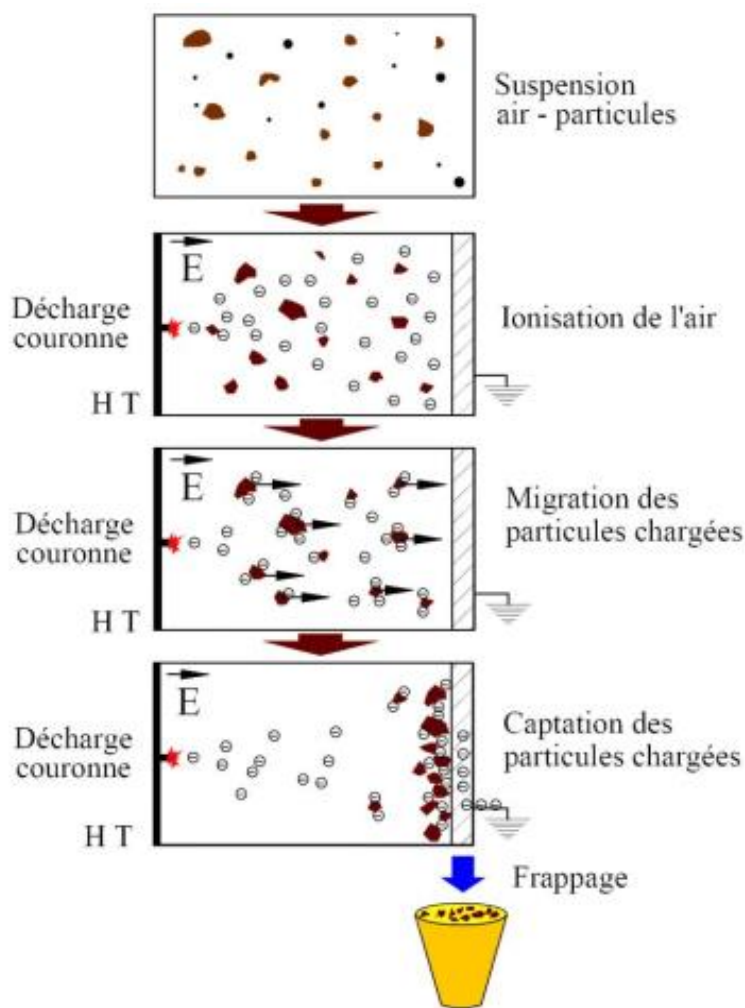 Suspension
air - particules
E
Décharge
couronne
H T
Ionisation de l'air
E
Décharge
couronne
H T
Migration des
particules chargées
E
Décharge
couronne
H T
Captation des
particules chargées
Frappage